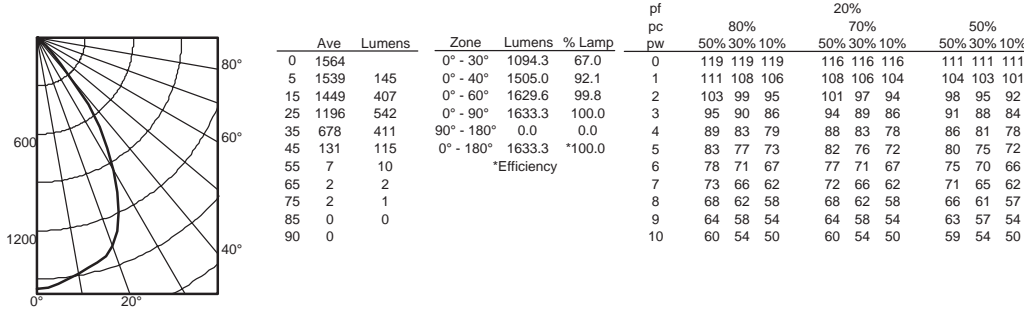 80°
60°
40°
600
1200
0° 20°
Ave Lumens
0 1564
5 1539 145
15 1449 407
25 1196 542
35 678 411
45 131 115
55 7 10
65 2 2
75 2 1
85 0 0
90 0
Zone Lumens % Lamp
0° - 30° 1094.3 67.0
0° - 40° 1505.0 92.1
0° - 60° 1629.6 99.8
0° - 90° 1633.3 100.0
90° - 180° 0.0 0.0
0° - 180° 1633.3 *100.0
*Efficiency
pf 20%
pc 80% 70% 50%
pw 50% 30% 10% 50% 30% 10% 50% 30% 10%
0 119 119 119 116 116 116 111 111 111
1 111 108 106 108 106 104 104 103 101
2 103 99 95 101 97 94 98 95 92
3 95 90 86 94 89 86 91 88 84
4 89 83 79 88 83 78 86 81 78
5 83 77 73 82 76 72 80 75 72
6 78 71 67 77 71 67 75 70 66
7 73 66 62 72 66 62 71 65 62
8 68 62 58 68 62 58 66 61 57
9 64 58 54 64 58 54 63 57 54
10 60 54 50 60 54 50 59 54 50